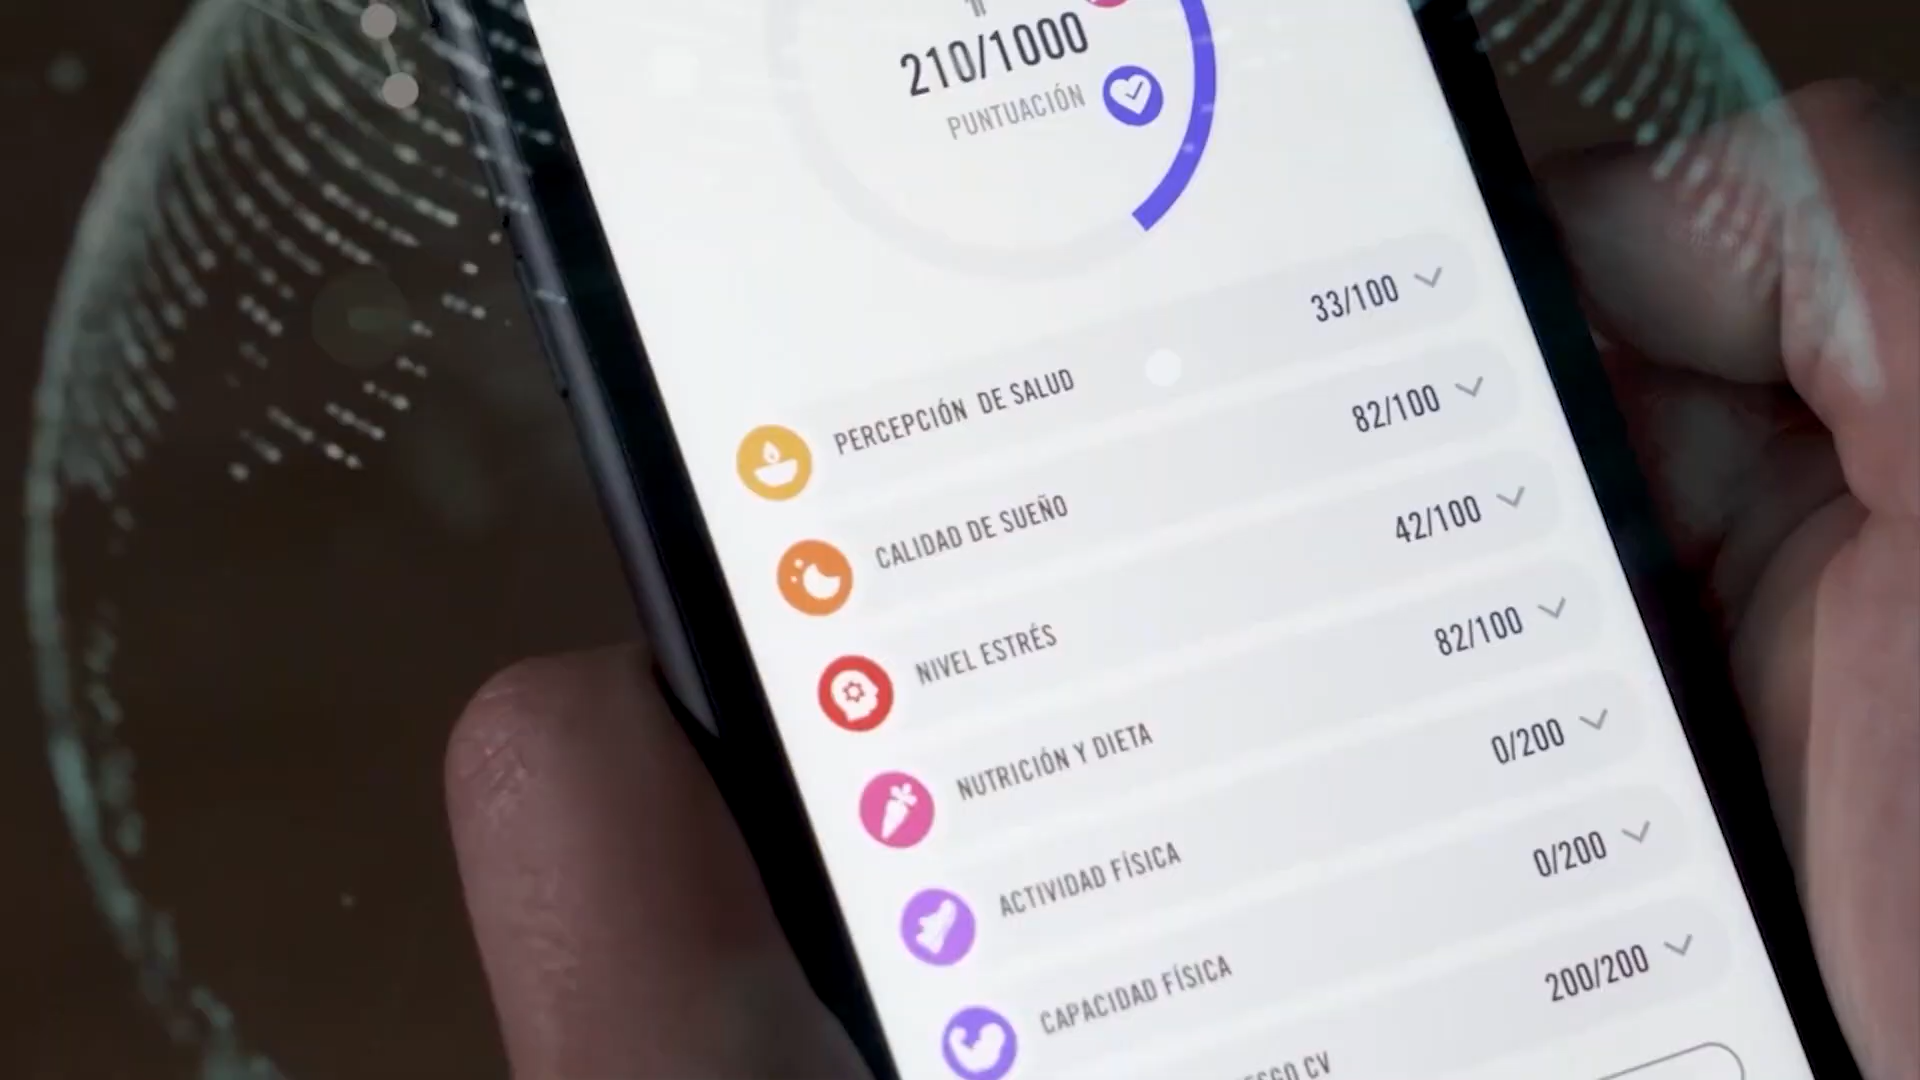 210/1000
PUNTUACIÓN
PERCEPCIÓN DE SALUD 33/100
CALIDAD DE SUEÑO 82/100
NIVEL ESTRÉS 42/100
NUTRICIÓN Y DIETA 82/100
ACTIVIDAD FÍSICA 0/200
CAPACIDAD FÍSICA 0/200
CV 200/200